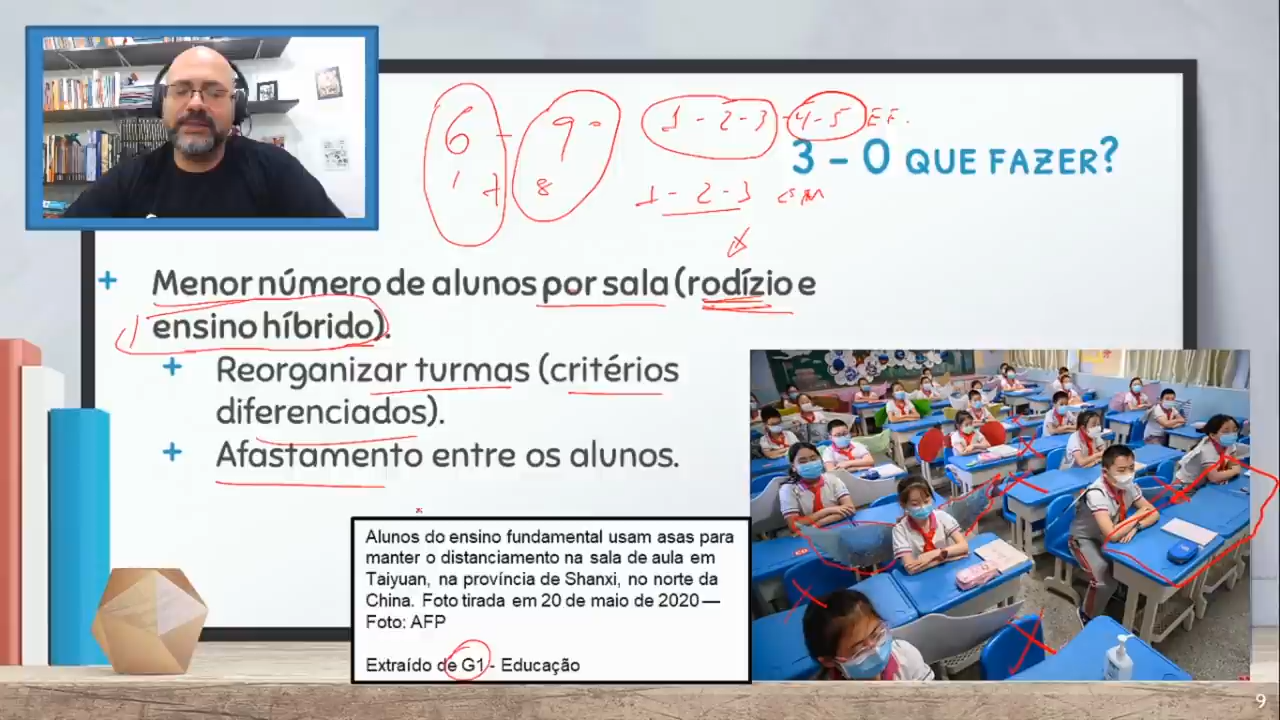 6 - 9 - 1 - 2 - 3 - 4 - 5 E F.
1 7 8
1 - 2 - 3 EM
3 – O QUE FAZER?
+ Menor número de alunos por sala (rodízio e
ensino híbrido).
+ Reorganizar turmas (critérios
diferenciados).
+ Afastamento entre os alunos.
Alunos do ensino fundamental usam asas para
manter o distanciamento na sala de aula em
Taiyuan, na província de Shanxi, no norte da
China. Foto tirada em 20 de maio de 2020 —
Foto: AFP
Extraído de G1 - Educação
9